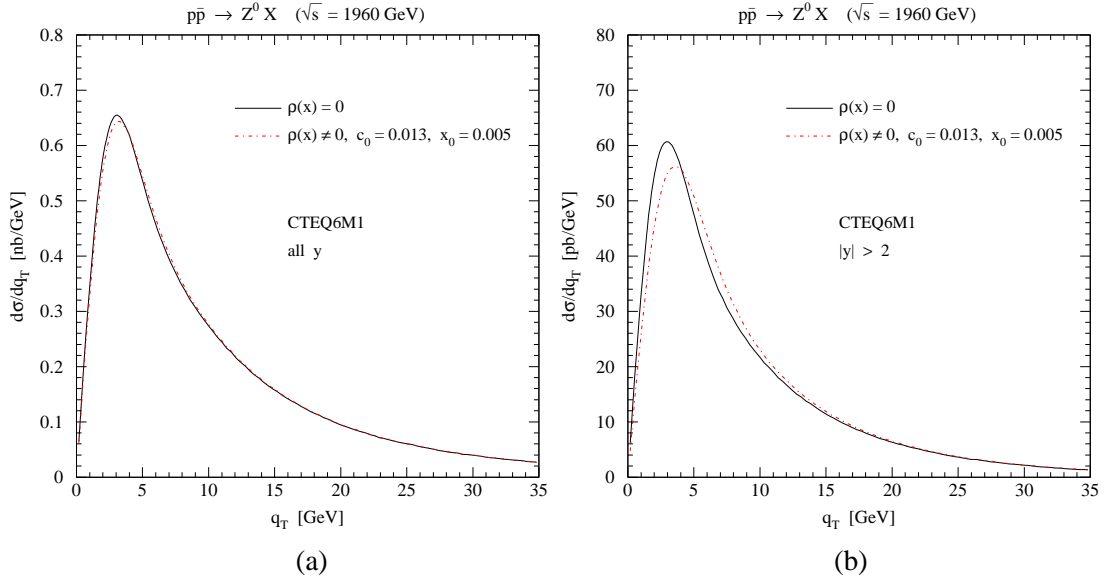 pp̄ → Z⁰ X (√s = 1960 GeV)
0.8
0.7
0.6
0.5
0.4
0.3
0.2
0.1
0
dσ/dq_T [nb/GeV]
ρ(x) = 0
ρ(x) ≠ 0, c₀ = 0.013, x₀ = 0.005
CTEQ6M1
all y
0 5 10 15 20 25 30 35
q_T [GeV]
(a)
pp̄ → Z⁰ X (√s = 1960 GeV)
80
70
60
50
40
30
20
10
0
dσ/dq_T [pb/GeV]
ρ(x) = 0
ρ(x) ≠ 0, c₀ = 0.013, x₀ = 0.005
CTEQ6M1
|y| > 2
0 5 10 15 20 25 30 35
q_T [GeV]
(b)